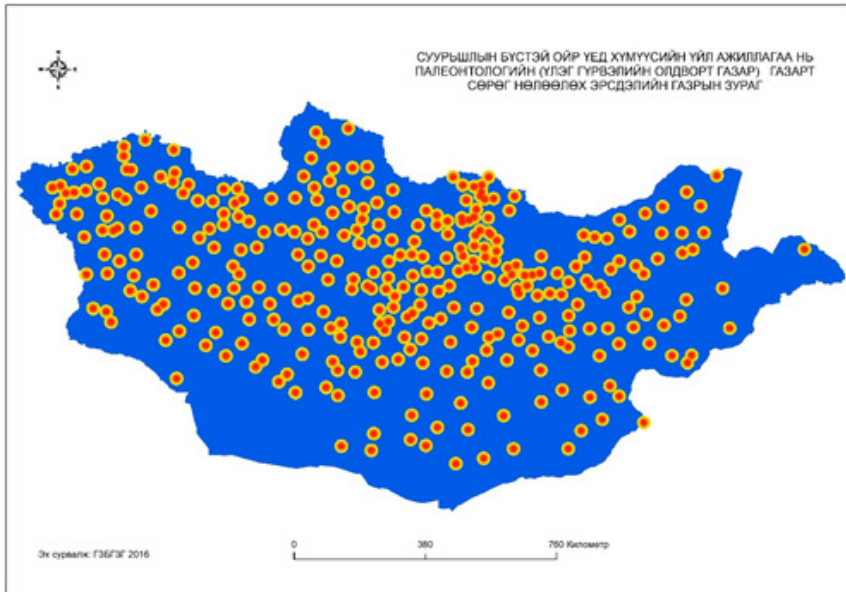 СУУРЬШЛЫН БҮСТЭЙ ОЙР ҮЕД ХҮМҮҮСИЙН ҮЙЛ АЖИЛЛАГАА НЬ
ПАЛЕОНТОЛОГИЙН (ҮЛЭГ ГҮРВЭЛИЙН ОЛДВОРТ ГАЗАР) ГАЗАРТ
СӨРӨГ НӨЛӨӨЛӨХ ЭРСДЭЛИЙН ГАЗРЫН ЗУРАГ
Эх сурвалж: ГЗБГЗГ 2016
0 380 760 Километр